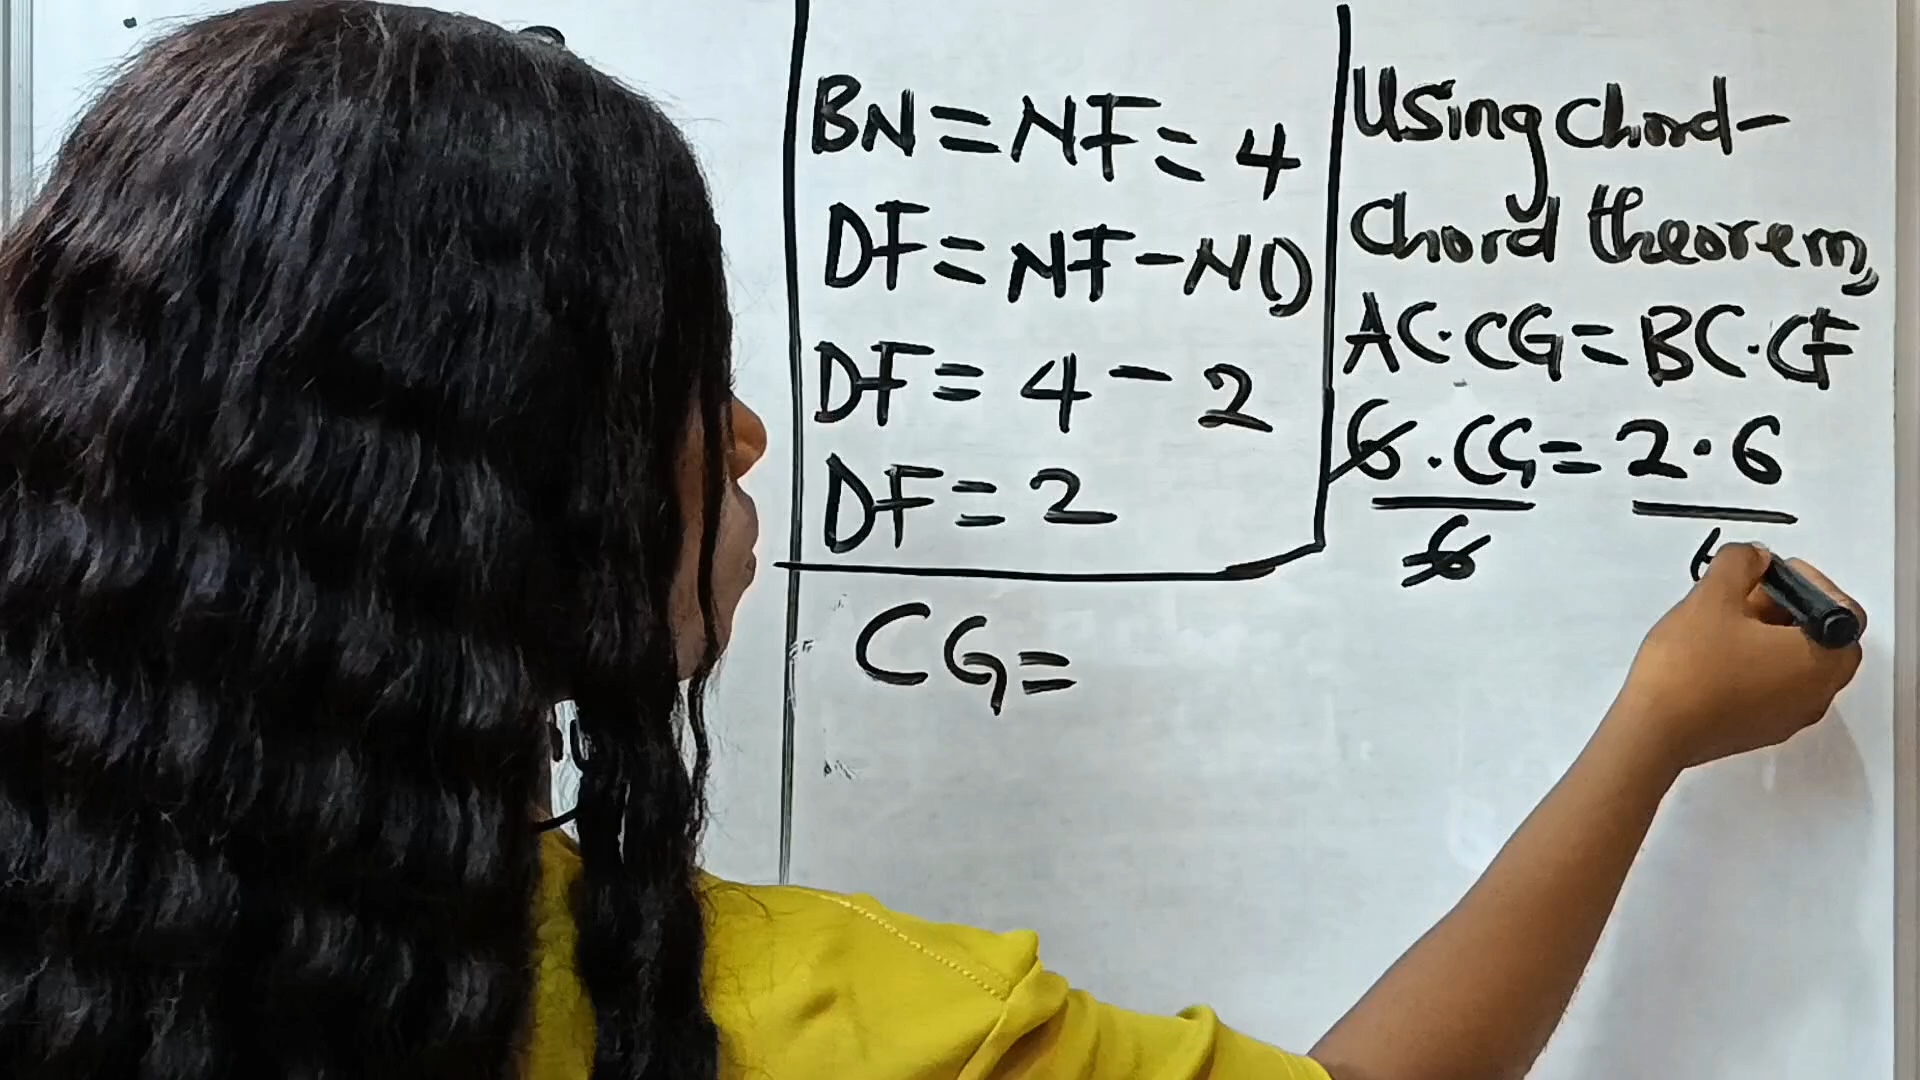 BN = NF = 4
DF = NF - ND
DF = 4 - 2
DF = 2
CG =
Using chord-
chord theorem,
AC·CG = BC·CF
6·CG = 2·6
6